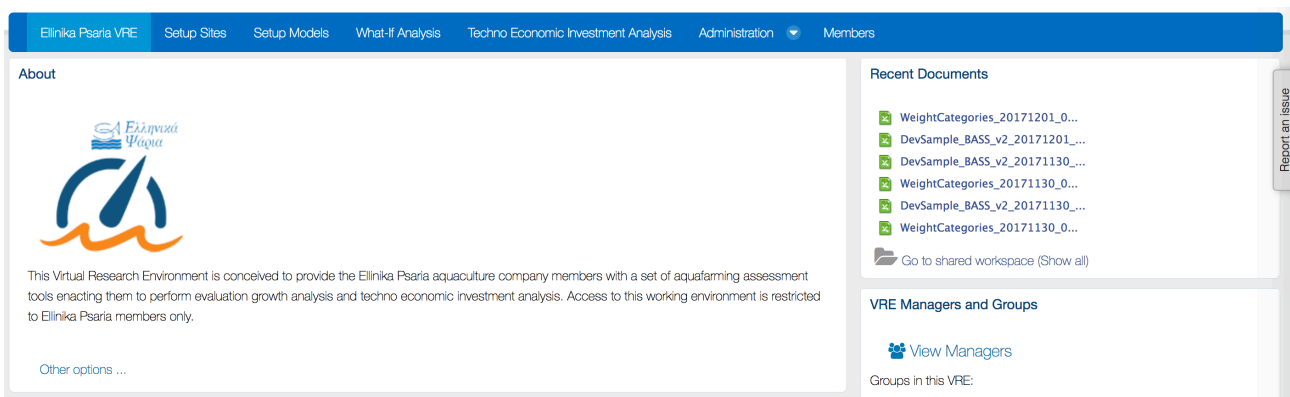 Ellinika Psaria VRE Setup Sites Setup Models What-If Analysis Techno Economic Investment Analysis Administration Members
About
Ελληνικά
Ψάρια
This Virtual Research Environment is conceived to provide the Ellinika Psaria aquaculture company members with a set of aquafarming assessment
tools enacting them to perform evaluation growth analysis and techno economic investment analysis. Access to this working environment is restricted
to Ellinika Psaria members only.
Other options ...
Recent Documents
WeightCategories_20171201_0...
DevSample_BASS_v2_20171201_...
DevSample_BASS_v2_20171130_...
WeightCategories_20171130_0...
DevSample_BASS_v2_20171130_...
WeightCategories_20171130_0...
Go to shared workspace (Show all)
VRE Managers and Groups
View Managers
Groups in this VRE:
Report an issue